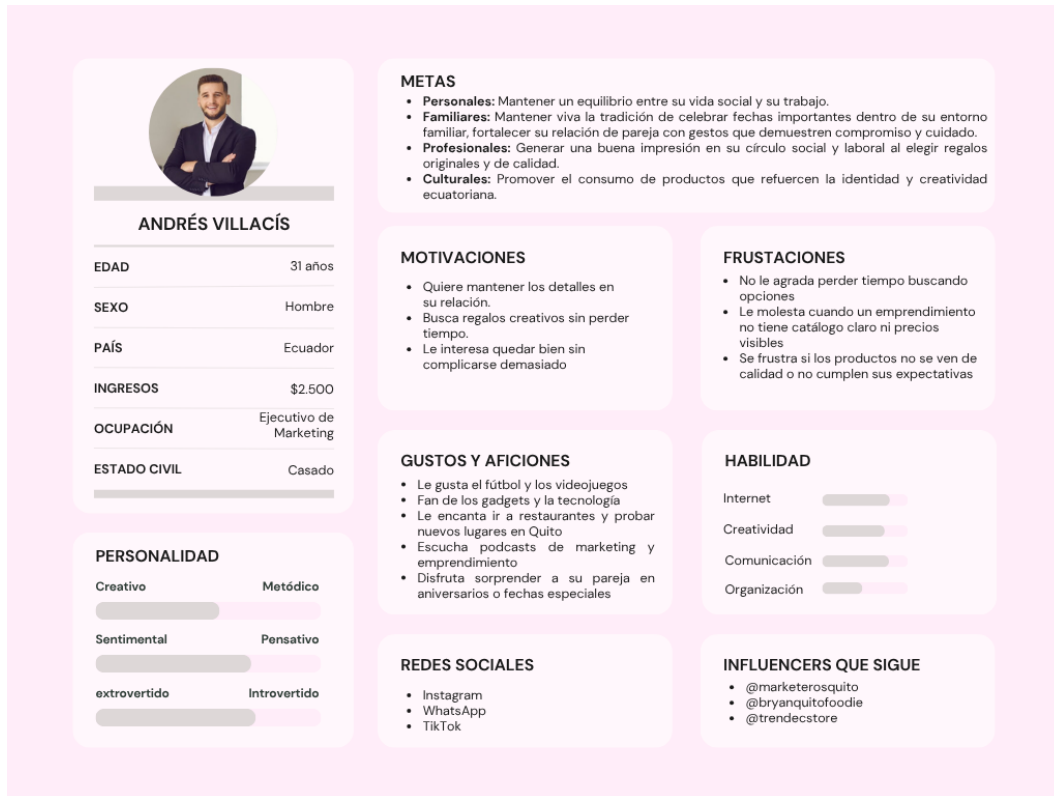 ANDRÉS VILLACÍS
EDAD 31 años
SEXO Hombre
PAÍS Ecuador
INGRESOS $2.500
OCUPACIÓN Ejecutivo de
Marketing
ESTADO CIVIL Casado
PERSONALIDAD
Creativo Metódico
Sentimental Pensativo
extrovertido Introvertido
METAS
• Personales: Mantener un equilibrio entre su vida social y su trabajo.
• Familiares: Mantener viva la tradición de celebrar fechas importantes dentro de su entorno
familiar, fortalecer su relación de pareja con gestos que demuestren compromiso y cuidado.
• Profesionales: Generar una buena impresión en su círculo social y laboral al elegir regalos
originales y de calidad.
• Culturales: Promover el consumo de productos que refuercen la identidad y creatividad
ecuatoriana.
MOTIVACIONES
• Quiere mantener los detalles en
su relación.
• Busca regalos creativos sin perder
tiempo.
• Le interesa quedar bien sin
complicarse demasiado
FRUSTACIONES
• No le agrada perder tiempo buscando
opciones
• Le molesta cuando un emprendimiento
no tiene catálogo claro ni precios
visibles
• Se frustra si los productos no se ven de
calidad o no cumplen sus expectativas
GUSTOS Y AFICIONES
• Le gusta el fútbol y los videojuegos
• Fan de los gadgets y la tecnología
• Le encanta ir a restaurantes y probar
nuevos lugares en Quito
• Escucha podcasts de marketing y
emprendimiento
• Disfruta sorprender a su pareja en
aniversarios o fechas especiales
HABILIDAD
Internet
Creatividad
Comunicación
Organización
REDES SOCIALES
• Instagram
• WhatsApp
• TikTok
INFLUENCERS QUE SIGUE
• @marketerosquito
• @bryanquitofoodie
• @trendecstore